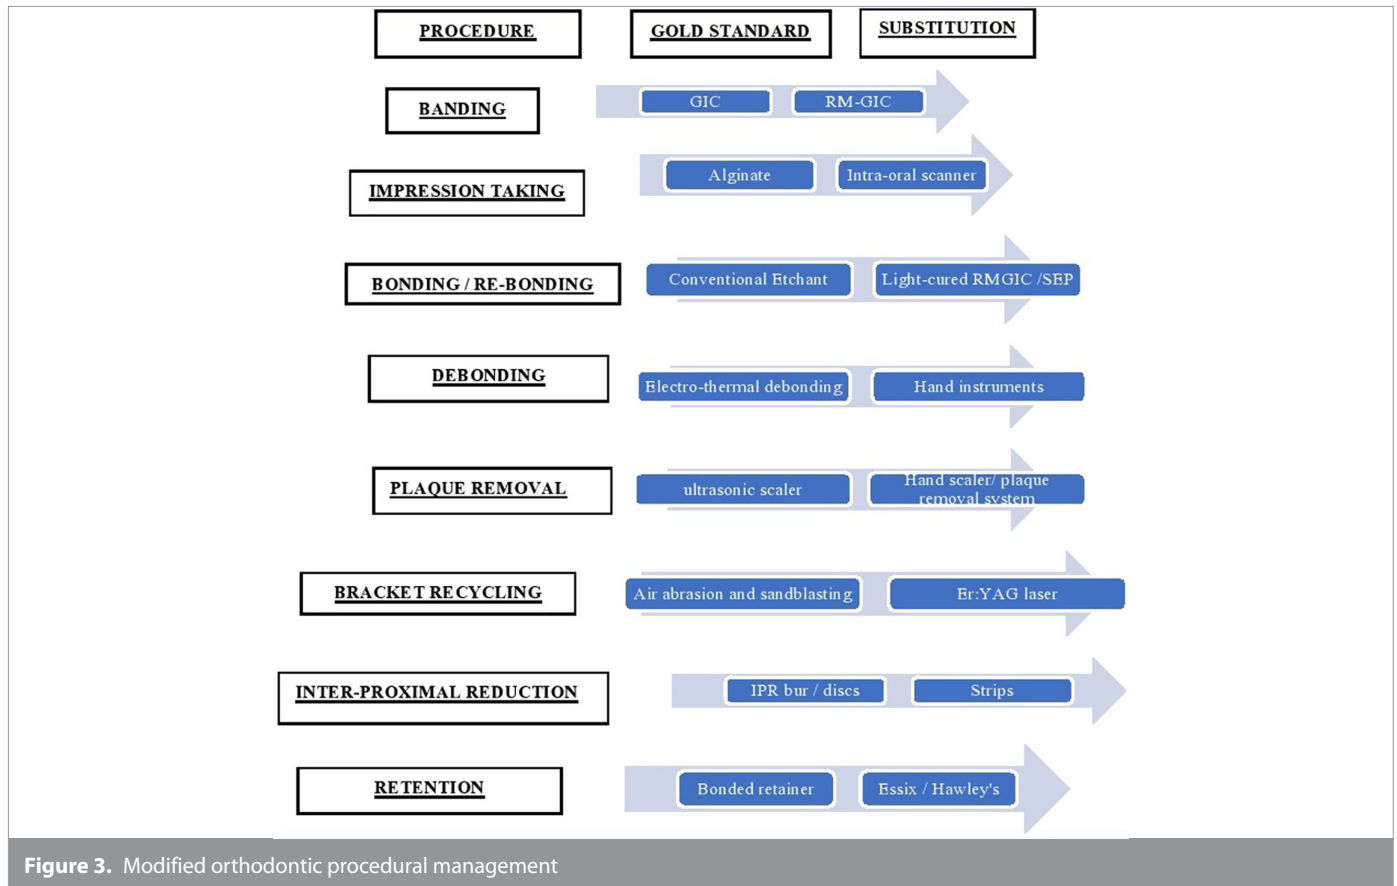 PROCEDURE
GOLD STANDARD
SUBSTITUTION
BANDING
GIC
RM-GIC
IMPRESSION TAKING
Alginate
Intra-oral scanner
BONDING / RE-BONDING
Conventional Etchant
Light-cured RMGIC /SEP
DEBONDING
Electro-thermal debonding
Hand instruments
PLAQUE REMOVAL
ultrasonic scaler
Hand scaler/ plaque
removal system
BRACKET RECYCLING
Air abrasion and sandblasting
Er:YAG laser
INTER-PROXIMAL REDUCTION
IPR bur / discs
Strips
RETENTION
Bonded retainer
Essix / Hawley's
Figure 3. Modified orthodontic procedural management